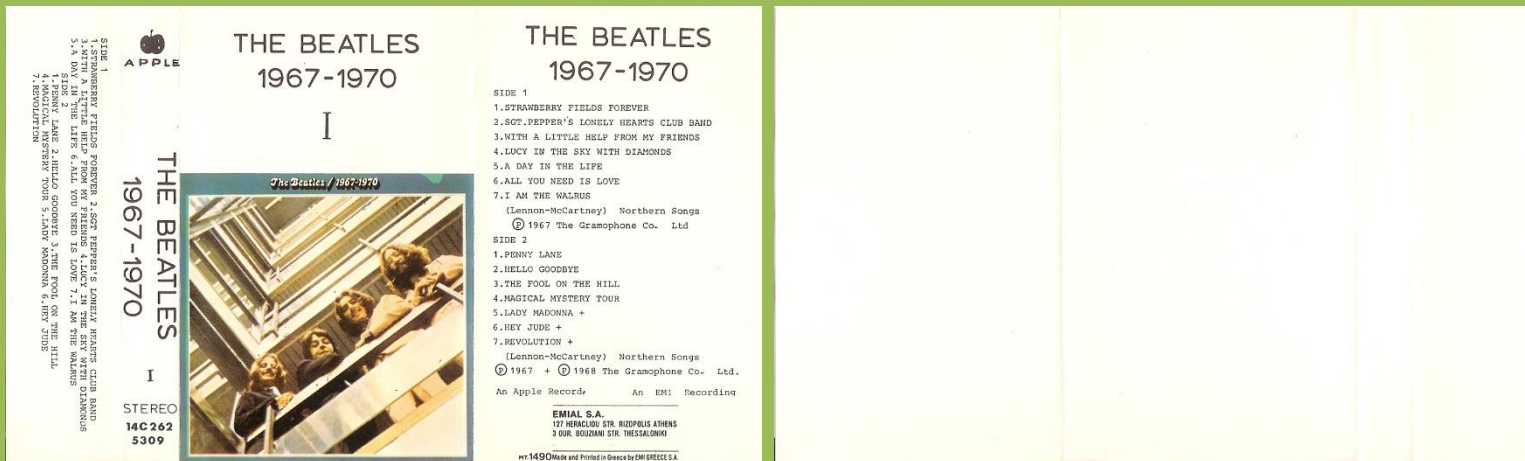 SIDE 1
1.STRAWBERRY FIELDS FOREVER 2.SGT PEPPER'S LONELY HEARTS CLUB BAND
3.WITH A LITTLE HELP FROM MY FRIENDS 4.LUCY IN THE SKY WITH DIAMONDS
5.A DAY IN THE LIFE 6.ALL YOU NEED IS LOVE 7.I AM THE WALRUS
SIDE 2
1.PENNY LANE 2.HELLO GOODBYE 3.THE FOOL ON THE HILL
4.MAGICAL MYSTERY TOUR 5.LADY MADONNA 6.HEY JUDE
7.REVOLUTION
APPLE
THE BEATLES
1967-1970
I
STEREO
14C262
5309
THE BEATLES
1967-1970
I
The Beatles / 1967-1970
THE BEATLES
1967-1970
SIDE 1
1.STRAWBERRY FIELDS FOREVER
2.SGT.PEPPER'S LONELY HEARTS CLUB BAND
3.WITH A LITTLE HELP FROM MY FRIENDS
4.LUCY IN THE SKY WITH DIAMONDS
5.A DAY IN THE LIFE
6.ALL YOU NEED IS LOVE
7.I AM THE WALRUS
(Lennon-McCartney) Northern Songs
Ⓟ 1967 The Gramophone Co. Ltd
SIDE 2
1.PENNY LANE
2.HELLO GOODBYE
3.THE FOOL ON THE HILL
4.MAGICAL MYSTERY TOUR
5.LADY MADONNA +
6.HEY JUDE +
7.REVOLUTION +
(Lennon-McCartney) Northern Songs
Ⓟ 1967 + Ⓟ 1968 The Gramophone Co. Ltd.
An Apple Record, An EMI Recording
EMIAL S.A.
127 HERACLIOU STR. RIZOPOLIS ATHENS
3 OUR. BOUZIANI STR. THESSALONIKI
MT.1490 Made and Printed in Greece by EMI GREECE S.A.